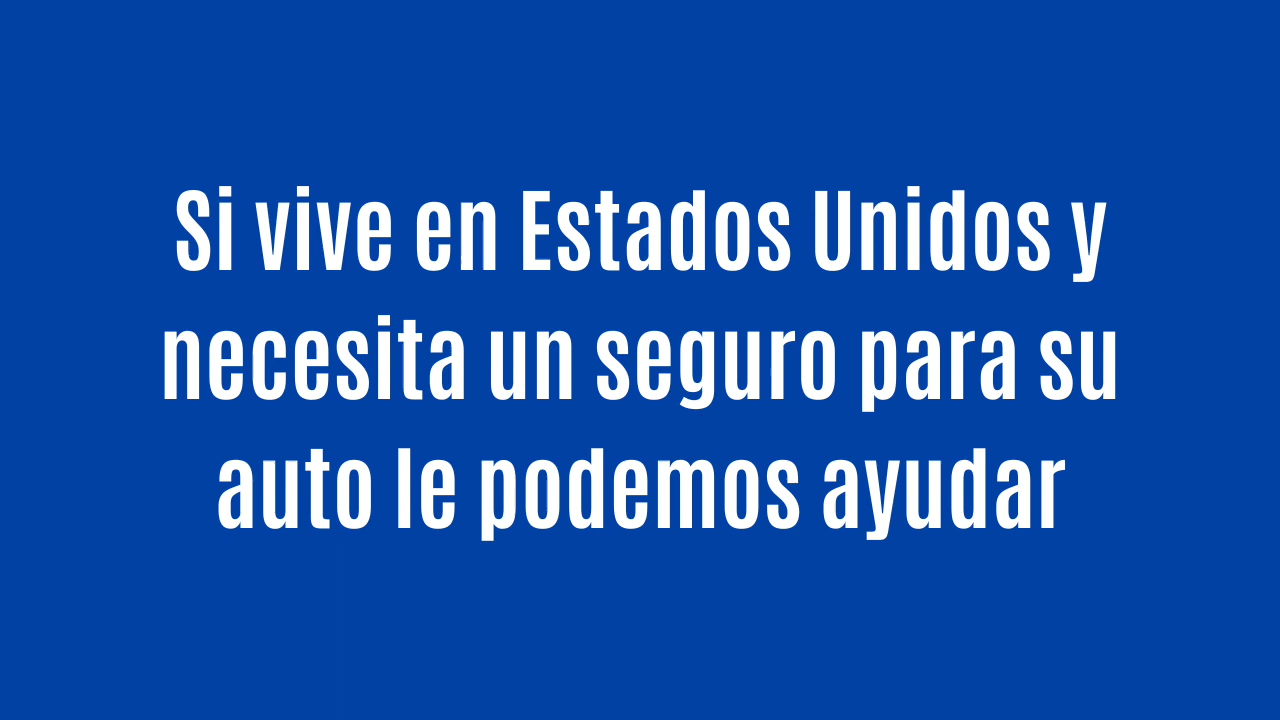 Si vive en Estados Unidos y
necesita un seguro para su
auto le podemos ayudar